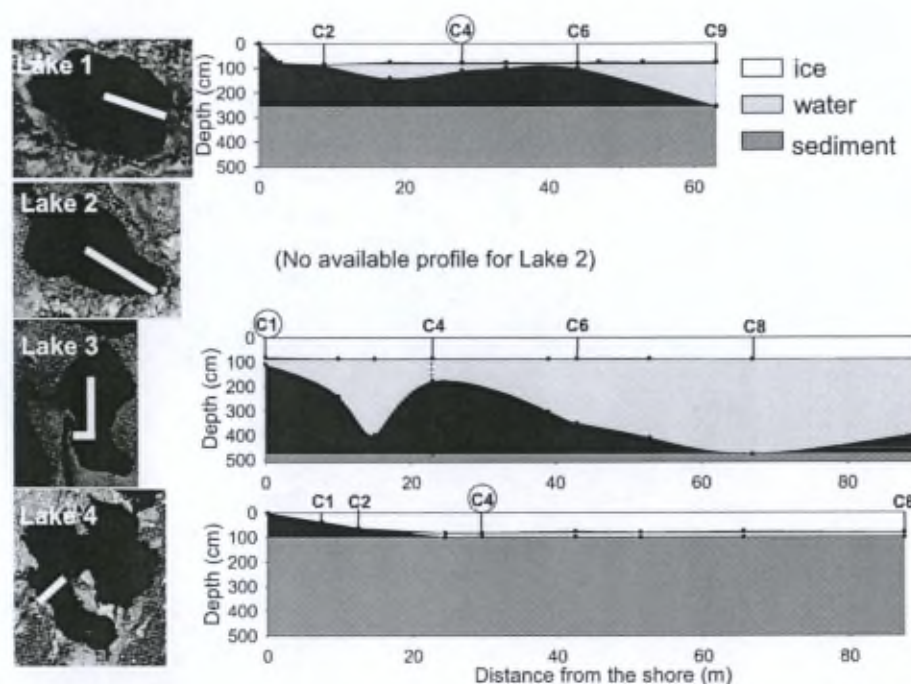 Lake 1
C2 C4 C6 C9
Depth (cm)
0
100
200
300
400
500
0 20 40 60
ice
water
sediment
Lake 2
(No available profile for Lake 2)
Lake 3
C1 C4 C6 C8
Depth (cm)
0
100
200
300
400
500
0 20 40 60 80
Lake 4
C1 C2 C4 C8
Depth (cm)
0
100
200
300
400
500
0 20 40 60 80
Distance from the shore (m)